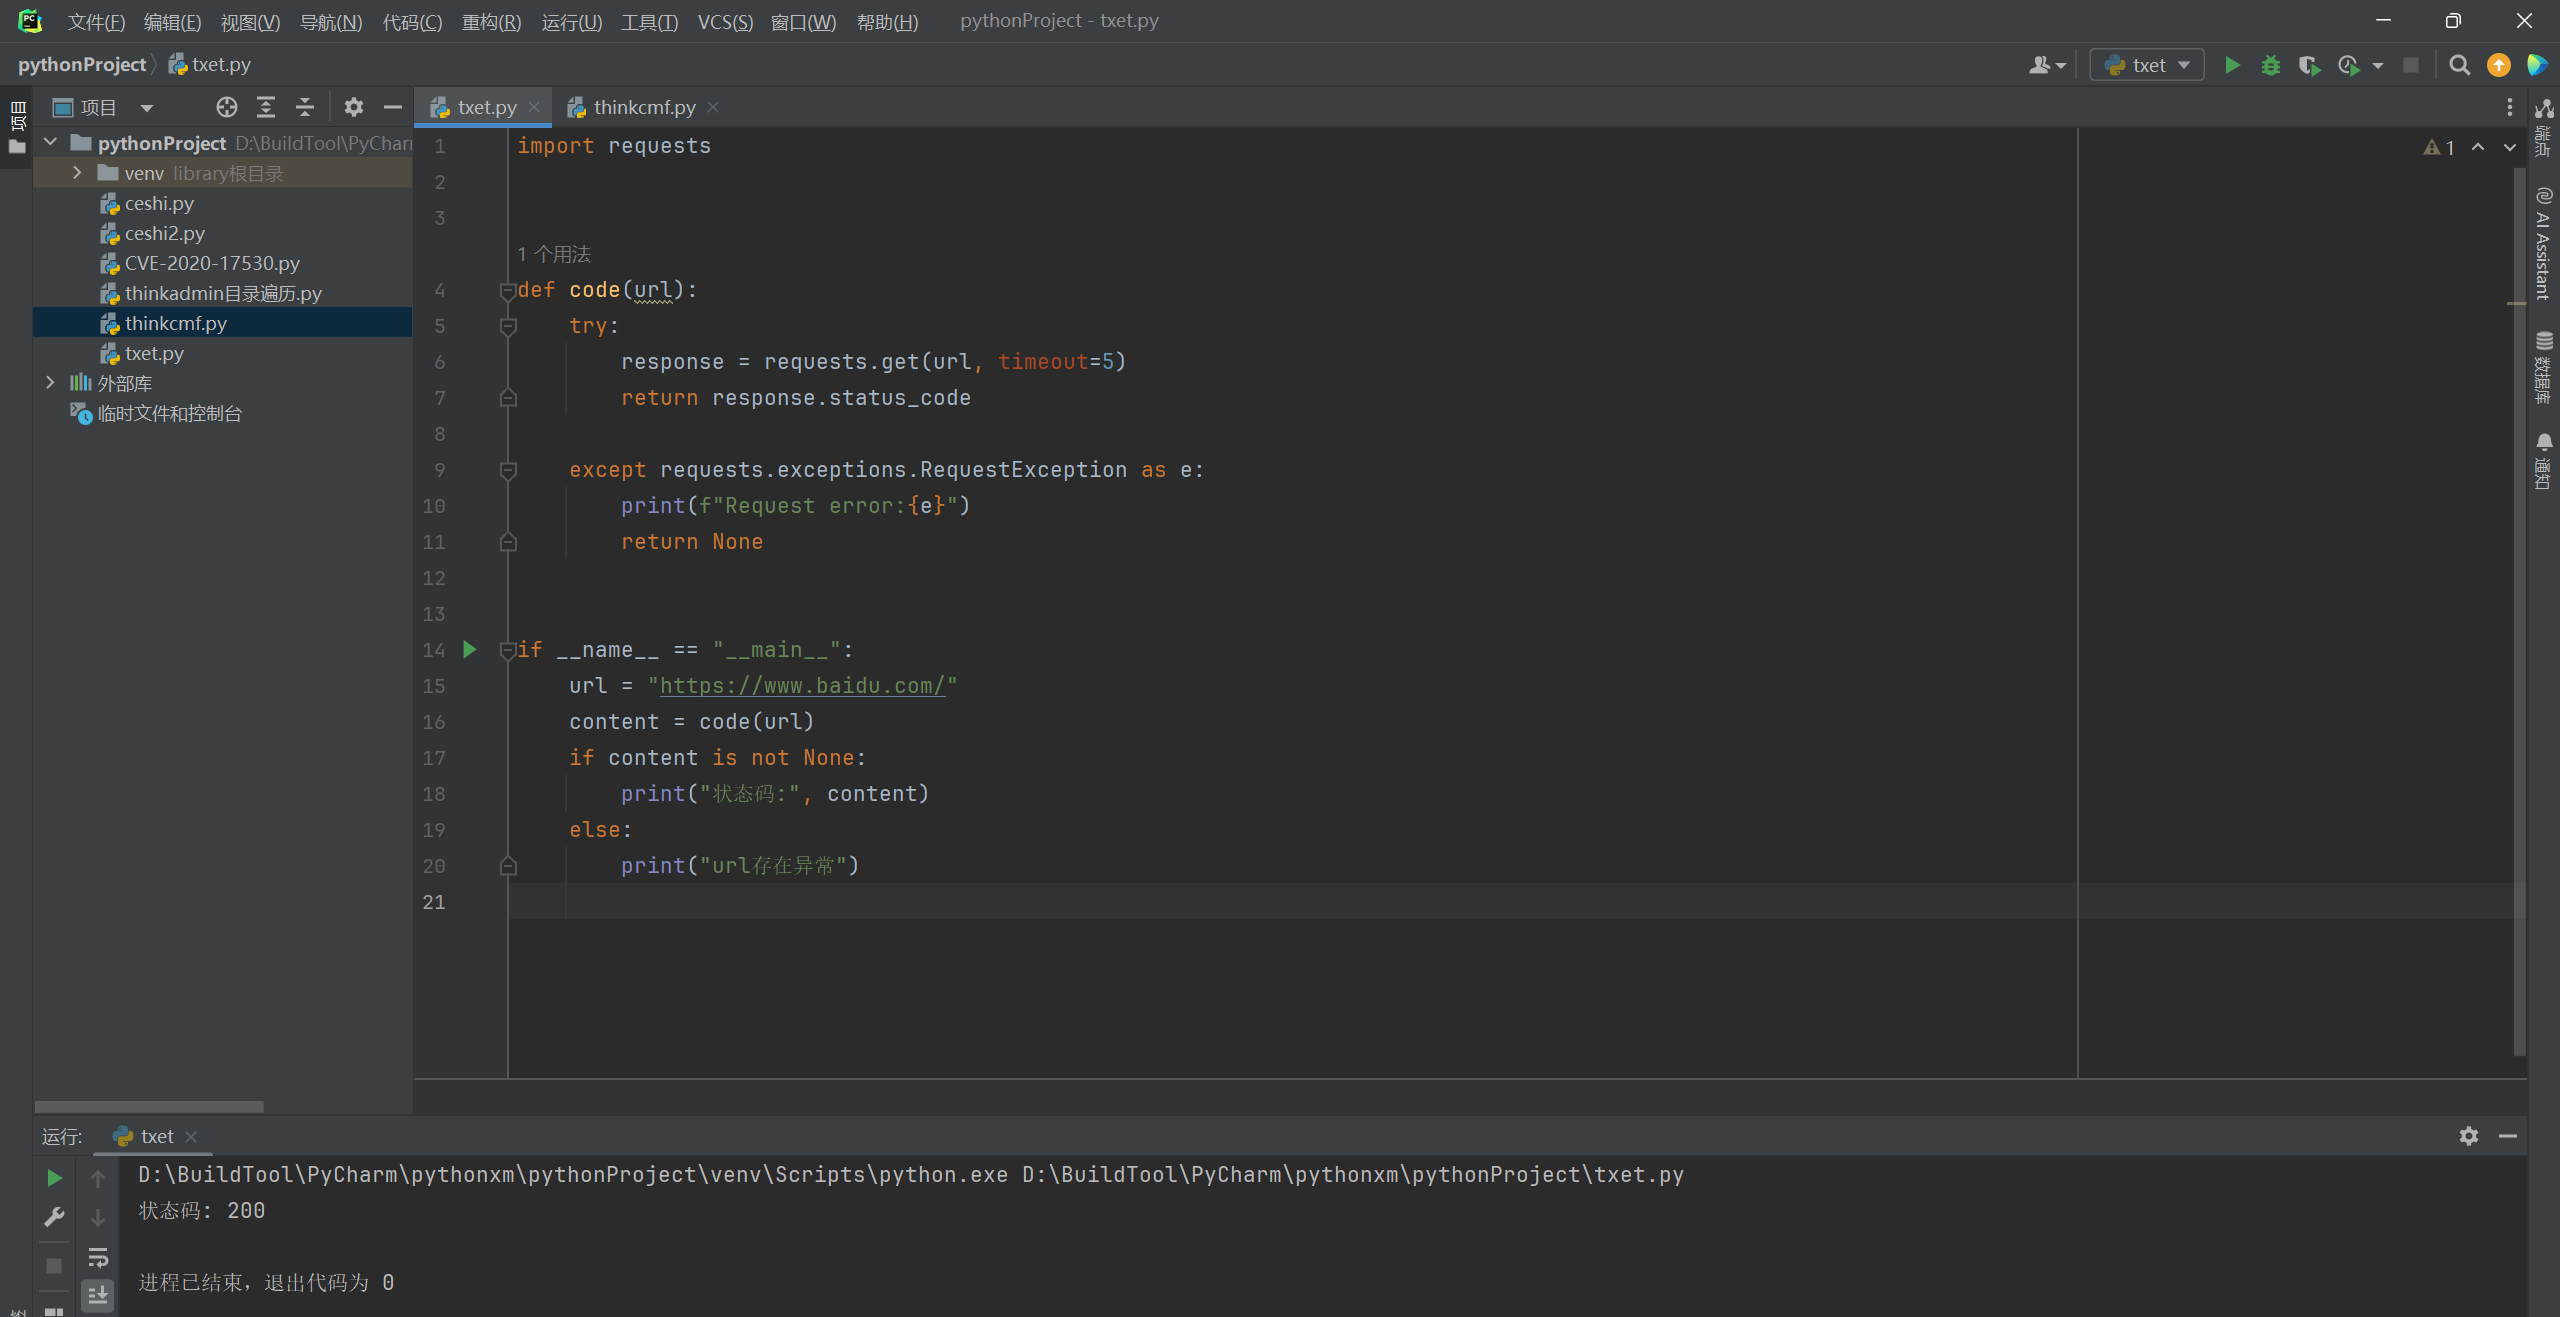 文件(F) 编辑(E) 视图(V) 导航(N) 代码(C) 重构(R) 运行(U) 工具(T) VCS(S) 窗口(W) 帮助(H) pythonProject - txet.py
pythonProject txet.py
txet
项目
项目
pythonProject D:\BuildTool\PyChar
venv library根目录
ceshi.py
ceshi2.py
CVE-2020-17530.py
thinkadmin目录遍历.py
thinkcmf.py
txet.py
外部库
临时文件和控制台
txet.py thinkcmf.py
1 import requests
2
3
1 个用法
4 def code(url):
5     try:
6         response = requests.get(url, timeout=5)
7         return response.status_code
8
9     except requests.exceptions.RequestException as e:
10         print(f"Request error:{e}")
11         return None
12
13
14 if __name__ == "__main__":
15     url = "https://www.baidu.com/"
16     content = code(url)
17     if content is not None:
18         print("状态码:", content)
19     else:
20         print("url存在异常")
21
1
端点
AI Assistant
数据库
通知
运行: txet
D:\BuildTool\PyCharm\pythonxm\pythonProject\venv\Scripts\python.exe D:\BuildTool\PyCharm\pythonxm\pythonProject\txet.py
状态码: 200
进程已结束，退出代码为 0